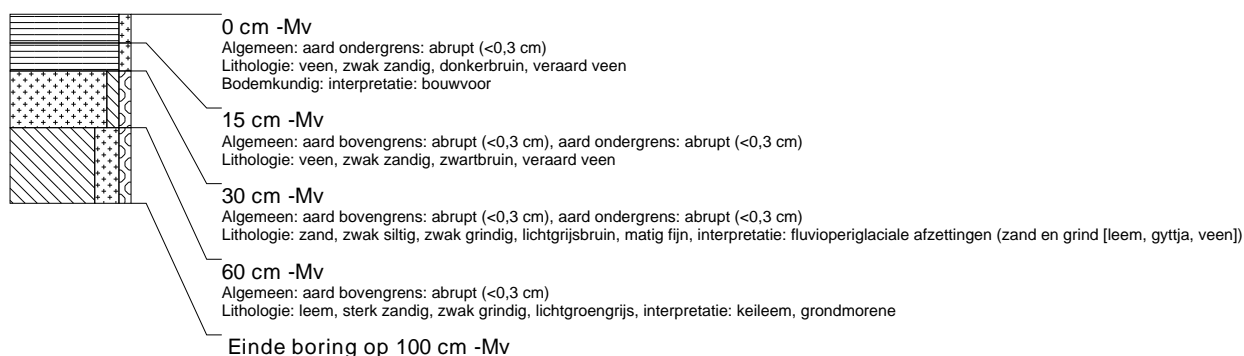 0 cm -Mv
Algemeen: aard ondergrens: abrupt (<0,3 cm)
Lithologie: veen, zwak zandig, donkerbruin, veraard veen
Bodemkundig: interpretatie: bouwvoor
15 cm -Mv
Algemeen: aard bovengrens: abrupt (<0,3 cm), aard ondergrens: abrupt (<0,3 cm)
Lithologie: veen, zwak zandig, zwartbruin, veraard veen
30 cm -Mv
Algemeen: aard bovengrens: abrupt (<0,3 cm), aard ondergrens: abrupt (<0,3 cm)
Lithologie: zand, zwak siltig, zwak grindig, lichtgrijsbruin, matig fijn, interpretatie: fluvioperiglaciale afzettingen (zand en grind [leem, gyttja, veen])
60 cm -Mv
Algemeen: aard bovengrens: abrupt (<0,3 cm)
Lithologie: leem, sterk zandig, zwak grindig, lichtgroengrijs, interpretatie: keileem, grondmorene
Einde boring op 100 cm -Mv